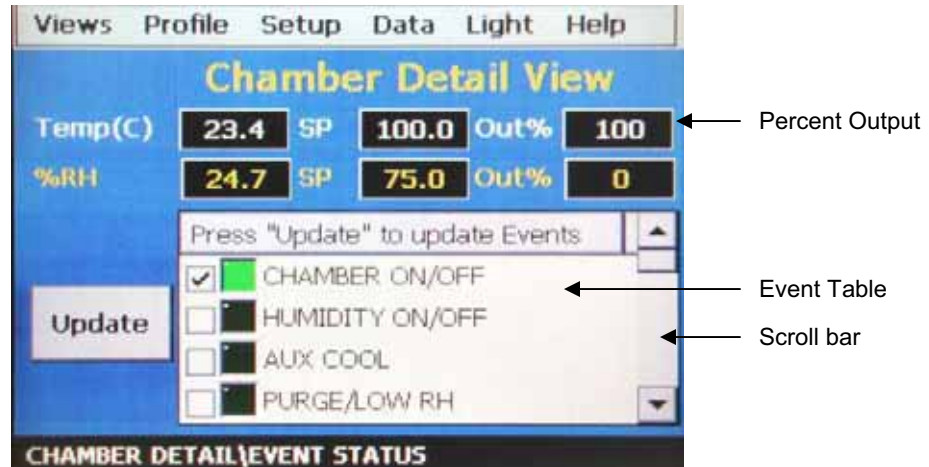 Views Profile Setup Data Light Help
Chamber Detail View
Temp(C) 23.4 SP 100.0 Out% 100
Percent Output
%RH 24.7 SP 75.0 Out% 0
Press "Update" to update Events
CHAMBER ON/OFF
Event Table
Update
HUMIDITY ON/OFF
Scroll bar
AUX COOL
PURGE/LOW RH
CHAMBER DETAIL\EVENT STATUS